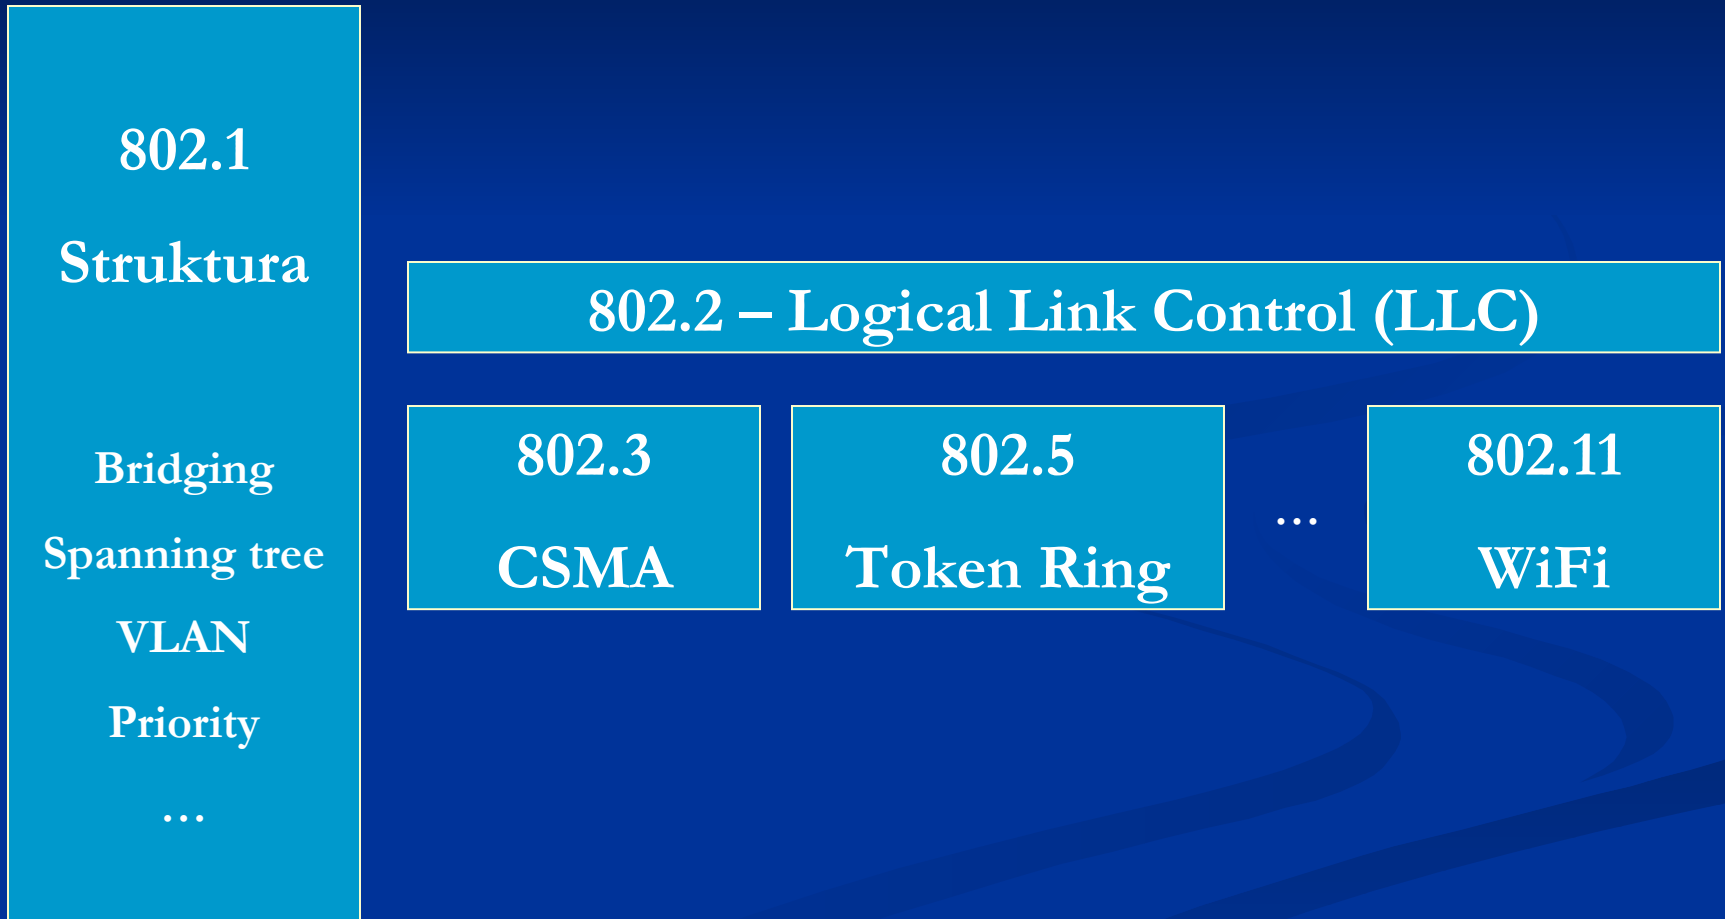 802.1
Struktura
Bridging
Spanning tree
VLAN
Priority
...
802.2 – Logical Link Control (LLC)
802.3
CSMA
802.5
Token Ring
...
802.11
WiFi